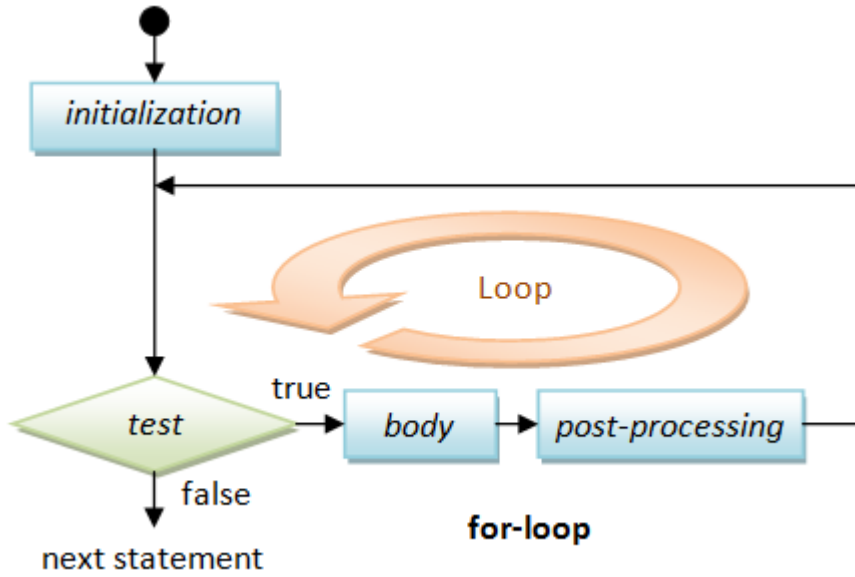 initialization
Loop
true
test
body
post-processing
false
for-loop
next statement